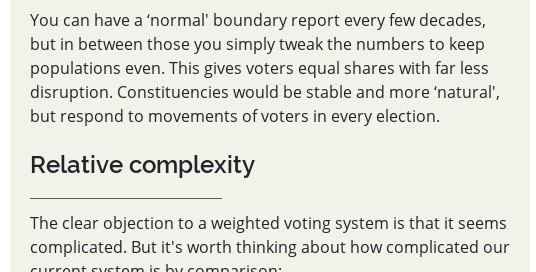 You can have a ‘normal' boundary report every few decades,
but in between those you simply tweak the numbers to keep
populations even. This gives voters equal shares with far less
disruption. Constituencies would be stable and more ‘natural',
but respond to movements of voters in every election.
Relative complexity
The clear objection to a weighted voting system is that it seems
complicated. But it's worth thinking about how complicated our
current system is by comparison: